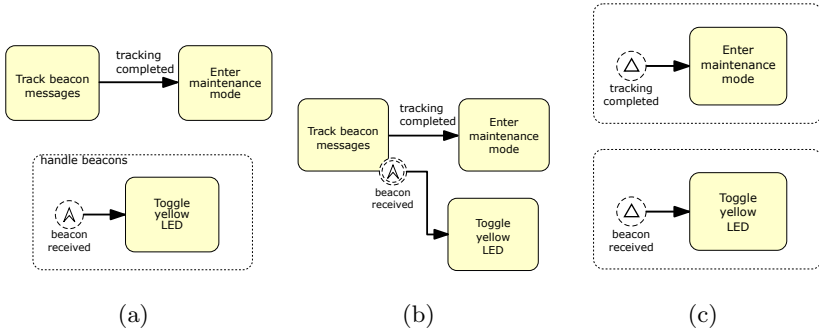 Track beacon
messages
tracking
completed
Enter
maintenance
mode
handle beacons
beacon
received
Toggle
yellow
LED
(a)
Track beacon
messages
tracking
completed
Enter
maintenance
mode
beacon
received
Toggle
yellow
LED
(b)
tracking
completed
Enter
maintenance
mode
beacon
received
Toggle
yellow
LED
(c)